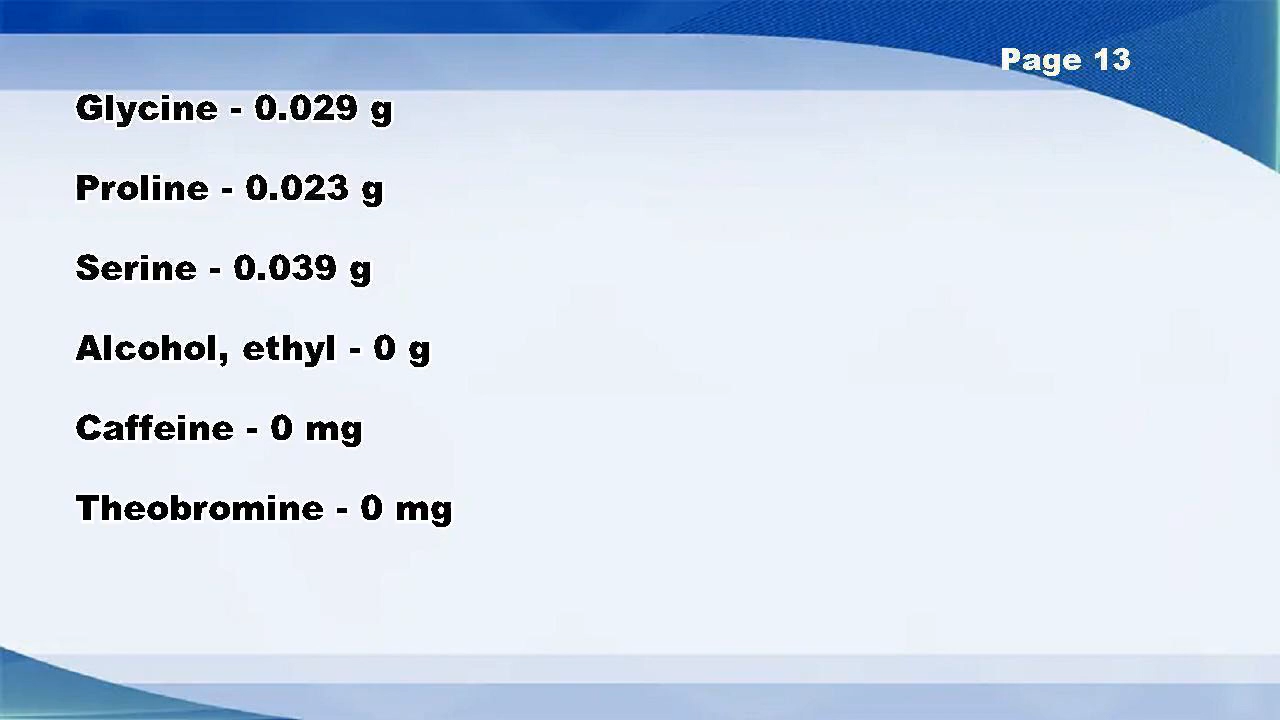 Page 13
Glycine - 0.029 g
Proline - 0.023 g
Serine - 0.039 g
Alcohol, ethyl - 0 g
Caffeine - 0 mg
Theobromine - 0 mg